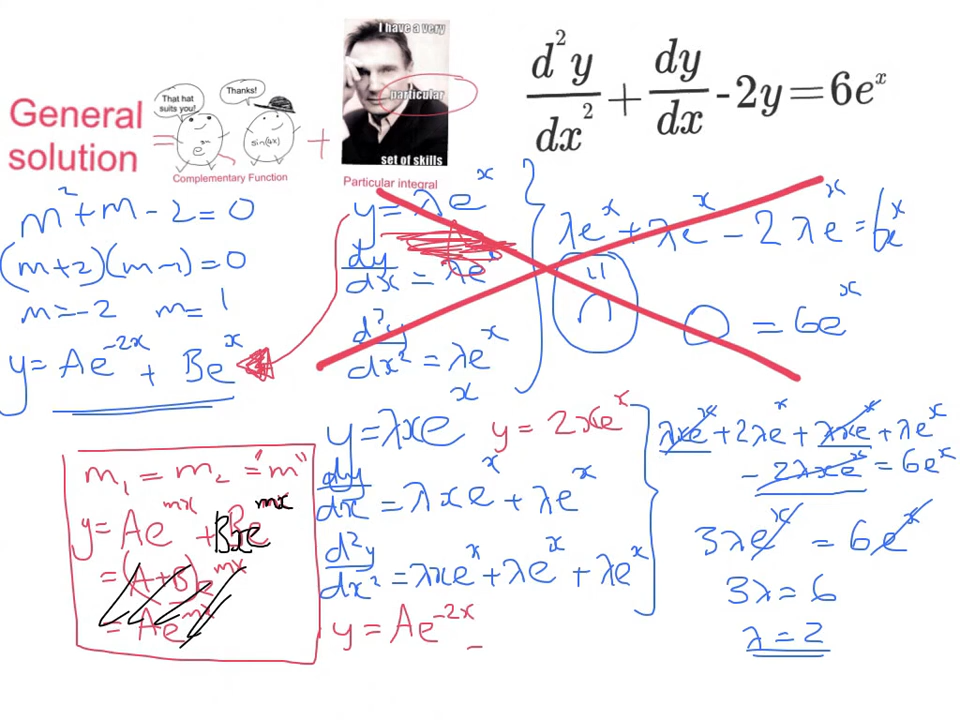 General solution =
That hat suits you!
Thanks!
e^m
sin(ax)
Complementary Function
+
I have a very
particular
set of skills
Particular integral
d²y/dx² + dy/dx - 2y = 6e^x
m² + m - 2 = 0
(m+2)(m-1) = 0
m = -2 m = 1
y = Ae^-2x + Be^x
y = λe^x
dy/dx = λe^x
d²y/dx² = λe^x
λe^x + λe^x - 2λe^x = 6e^x
0 = 6e^x
m₁ = m₂ = "m"
y = Ae^mx + Bxe^mx
= (A+B)e^mx
= Ae^mx
y = λxe^x
y = 2xe^x
dy/dx = λxe^x + λe^x
d²y/dx² = λxe^x + λe^x + λe^x
y = Ae^-2x
λxe^x + 2λe^x + λxe^x + λe^x
- 2λxe^x = 6e^x
3λe^x = 6e^x
3λ = 6
λ = 2